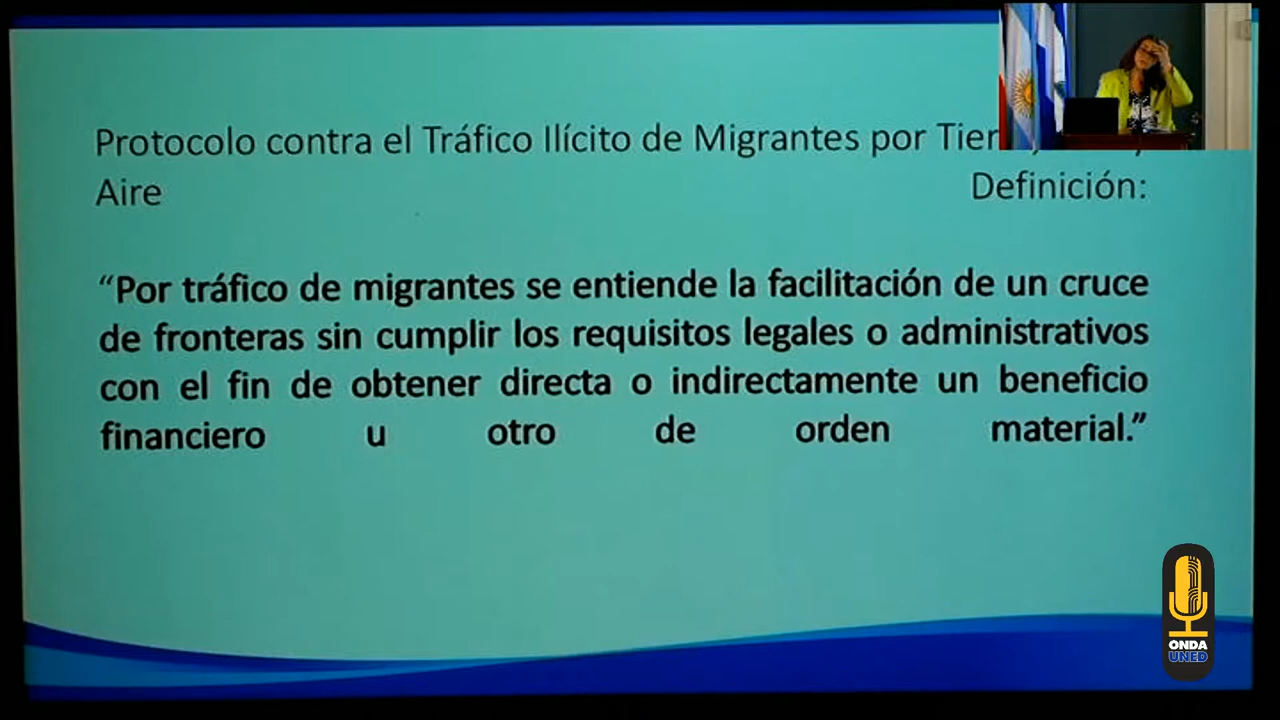 Protocolo contra el Tráfico Ilícito de Migrantes por
Aire Definición:
“Por tráfico de migrantes se entiende la facilitación de un cruce
de fronteras sin cumplir los requisitos legales o administrativos
con el fin de obtener directa o indirectamente un beneficio
financiero u otro de orden material.”
ONDA
UNED